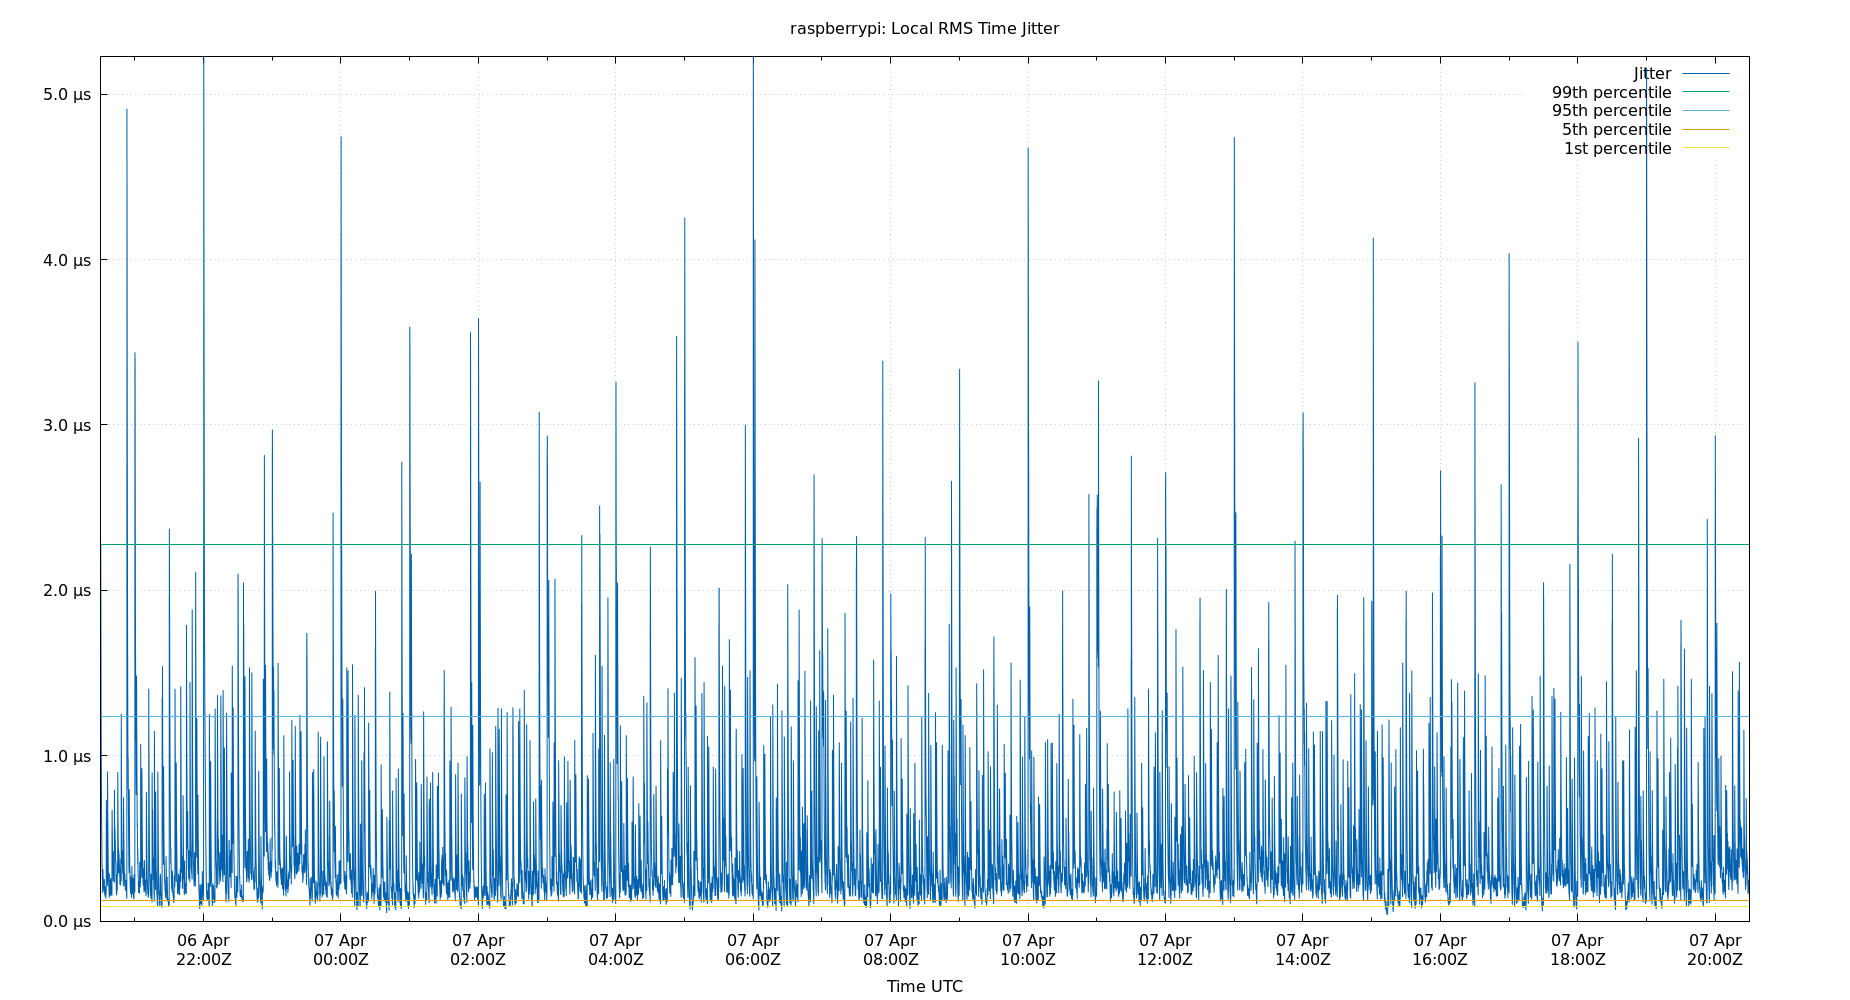 raspberrypi: Local RMS Time Jitter
Jitter
99th percentile
95th percentile
5th percentile
1st percentile
5.0 µs
4.0 µs
3.0 µs
2.0 µs
1.0 µs
0.0 µs
06 Apr 07 Apr 07 Apr 07 Apr 07 Apr 07 Apr 07 Apr 07 Apr 07 Apr 07 Apr 07 Apr 07 Apr
22:00Z 00:00Z 02:00Z 04:00Z 06:00Z 08:00Z 10:00Z 12:00Z 14:00Z 16:00Z 18:00Z 20:00Z
Time UTC